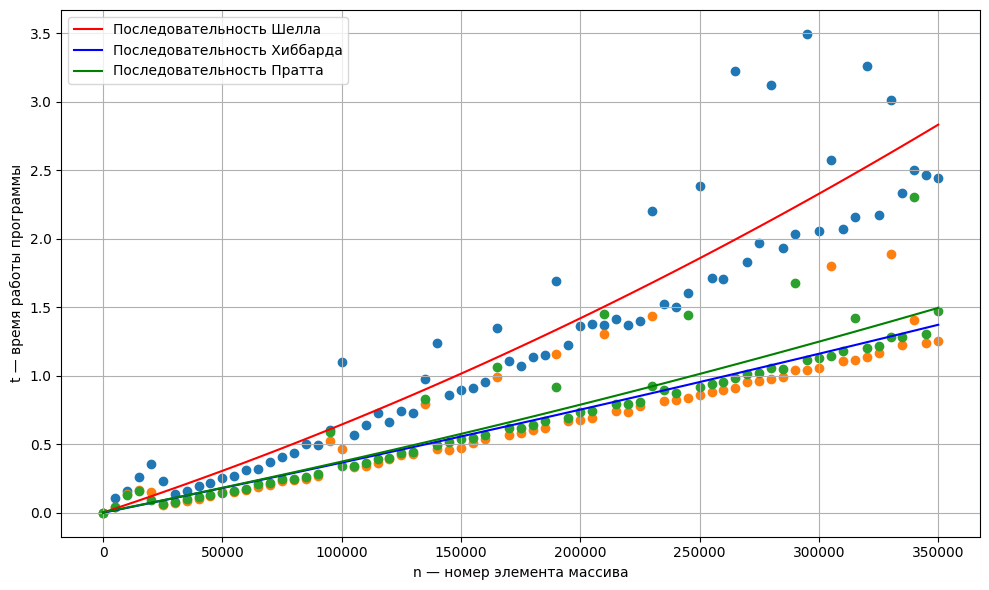 Последовательность Шелла
Последовательность Хиббарда
Последовательность Пратта
t — время работы программы
3.5
3.0
2.5
2.0
1.5
1.0
0.5
0.0
0 50000 100000 150000 200000 250000 300000 350000
n — номер элемента массива